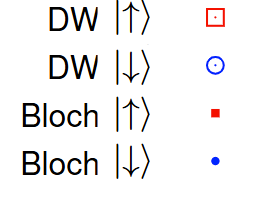 DW |↑⟩
DW |↓⟩
Bloch |↑⟩
Bloch |↓⟩